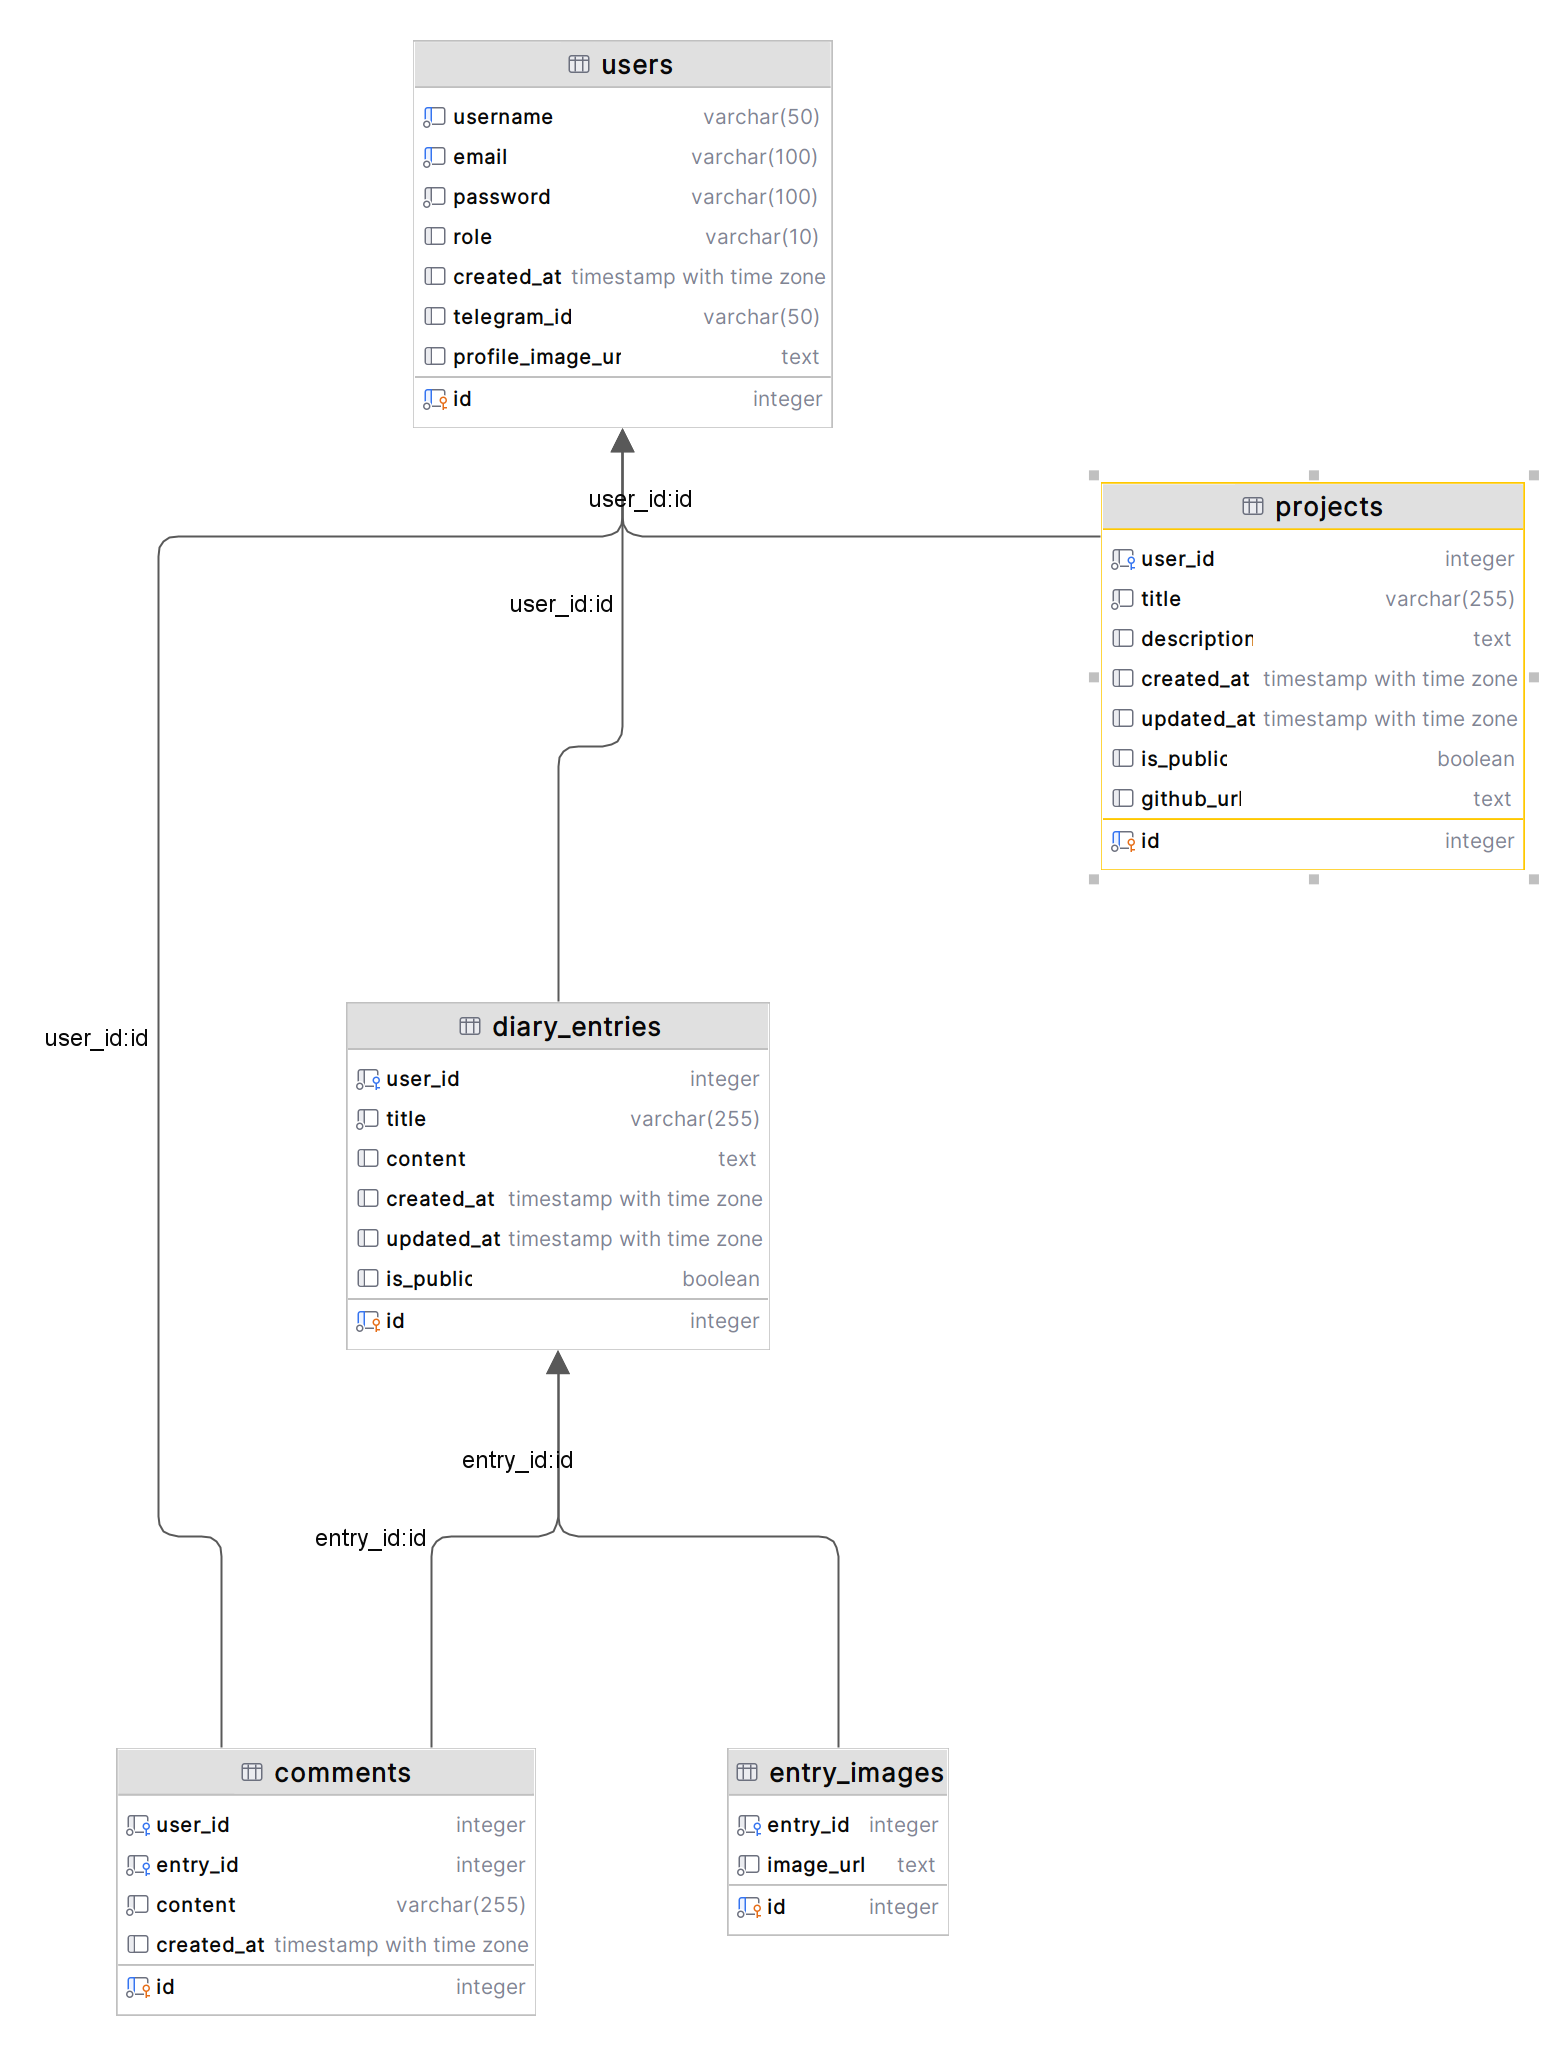 users
username varchar(50)
email varchar(100)
password varchar(100)
role varchar(10)
created_at timestamp with time zone
telegram_id varchar(50)
profile_image_ur text
id integer
user_id:id
projects
user_id integer
title varchar(255)
description text
created_at timestamp with time zone
updated_at timestamp with time zone
is_public boolean
github_url text
id integer
user_id:id
user_id:id
diary_entries
user_id integer
title varchar(255)
content text
created_at timestamp with time zone
updated_at timestamp with time zone
is_public boolean
id integer
entry_id:id
entry_id:id
comments
user_id integer
entry_id integer
content varchar(255)
created_at timestamp with time zone
id integer
entry_images
entry_id integer
image_url text
id integer